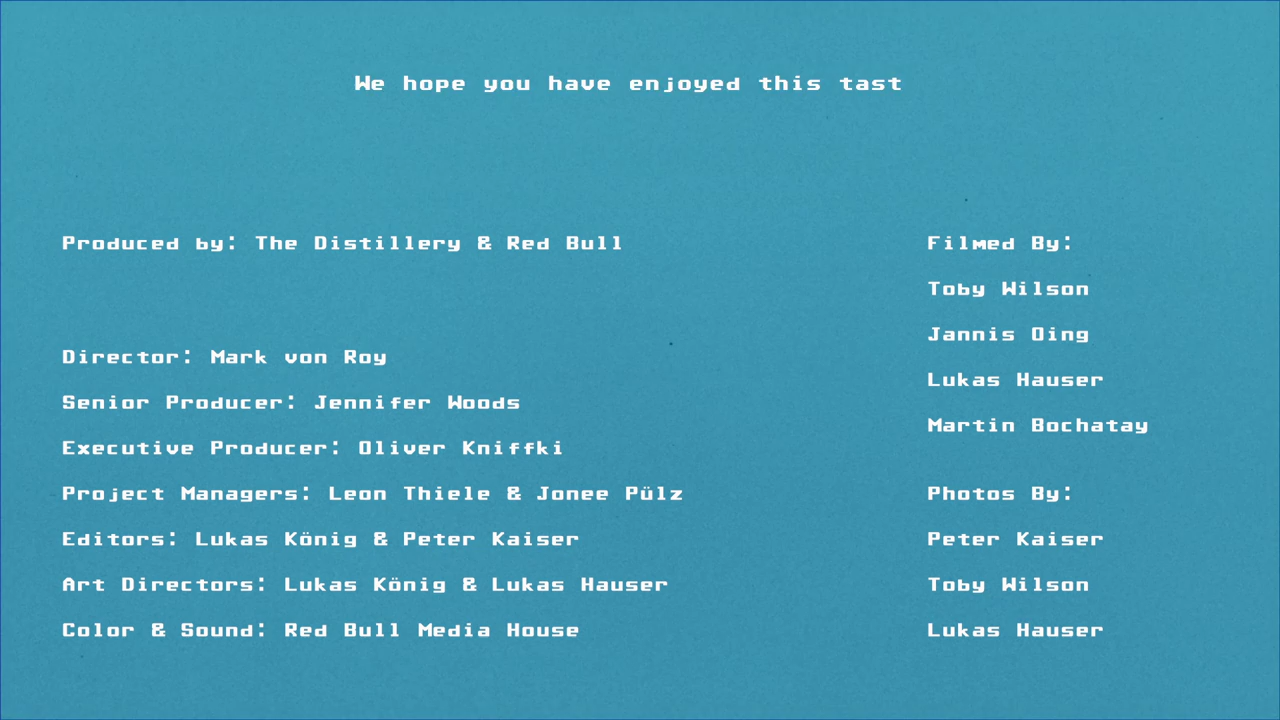 We hope you have enjoyed this tast
Produced by: The Distillery & Red Bull
Director: Mark von Roy
Senior Producer: Jennifer Woods
Executive Producer: Oliver Kniffki
Project Managers: Leon Thiele & Jonee Pülz
Editors: Lukas König & Peter Kaiser
Art Directors: Lukas König & Lukas Hauser
Color & Sound: Red Bull Media House
Filmed By:
Toby Wilson
Jannis Oing
Lukas Hauser
Martin Bochatay
Photos By:
Peter Kaiser
Toby Wilson
Lukas Hauser